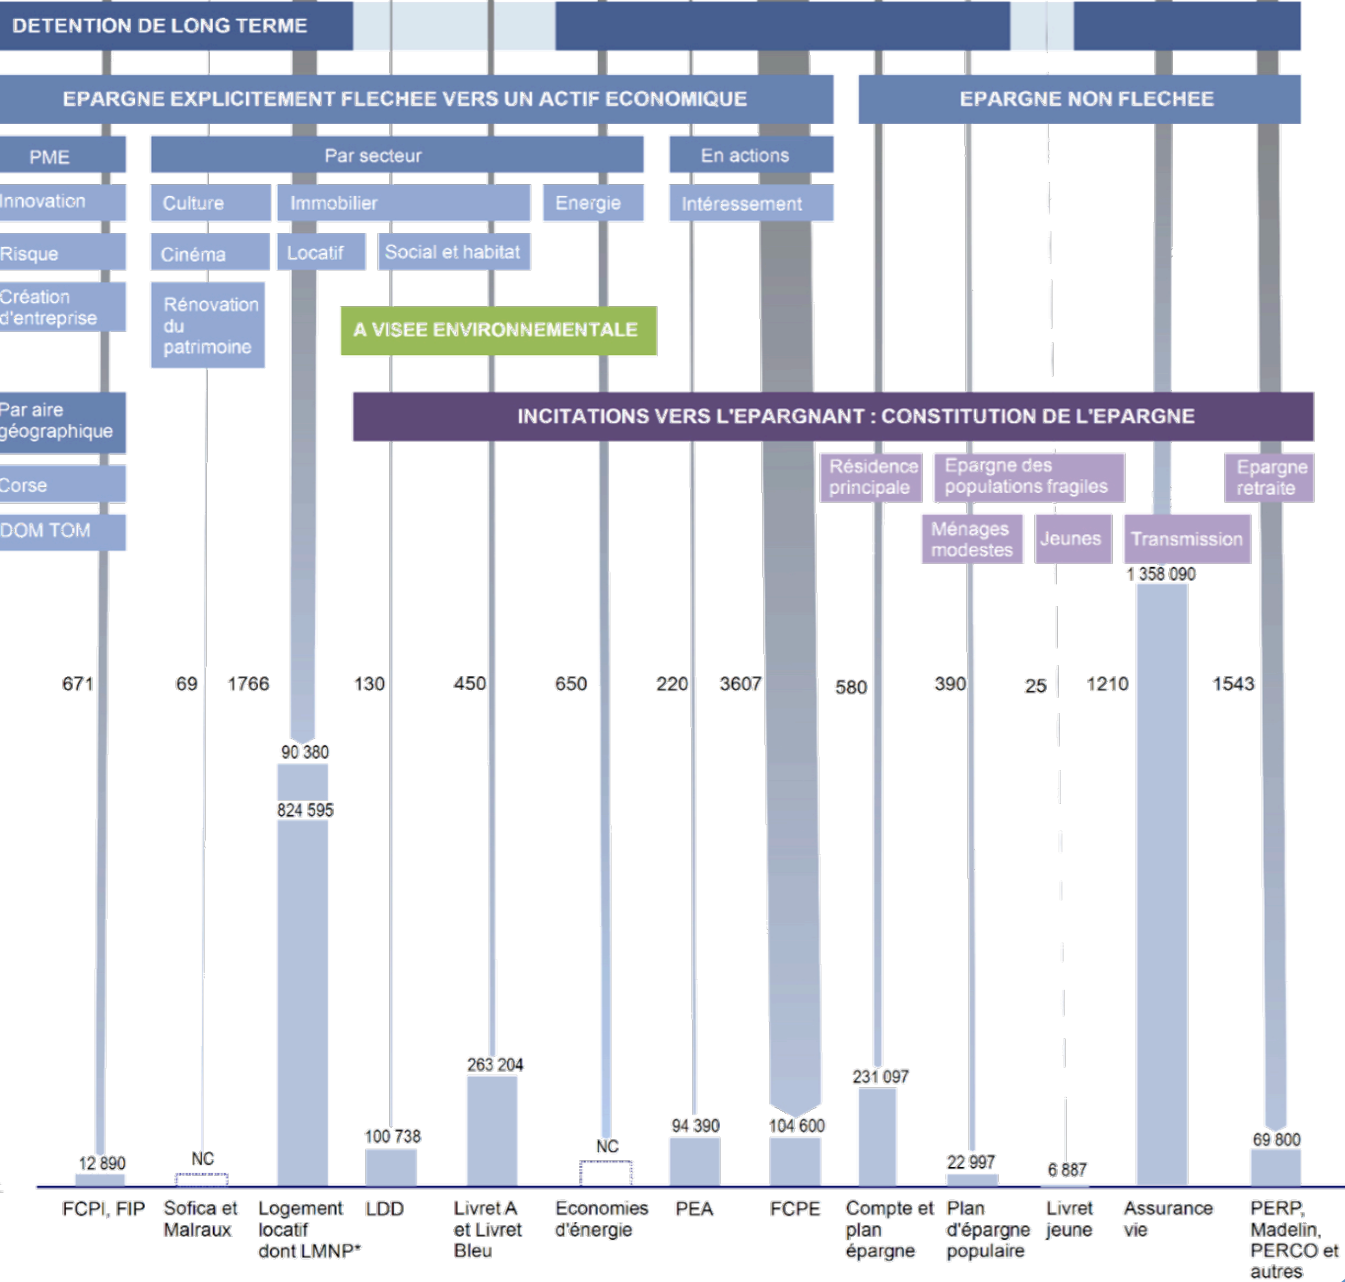 DETENTION DE LONG TERME
EPARGNE EXPLICITEMENT FLECHEE VERS UN ACTIF ECONOMIQUE
EPARGNE NON FLECHEE
PME
Par secteur
En actions
Innovation
Culture
Immobilier
Energie
Intéressement
Risque
Cinéma
Locatif
Social et habitat
Création
d'entreprise
Rénovation
du
patrimoine
A VISEE ENVIRONNEMENTALE
Par aire
géographique
INCITATIONS VERS L'EPARGNANT : CONSTITUTION DE L'EPARGNE
Corse
Résidence
principale
Epargne des
populations fragiles
Epargne
retraite
DOM TOM
Ménages
modestes
Jeunes
Transmission
1 358 090
671
69
1766
130
450
650
220
3607
580
390
25
1210
1543
90 380
824 595
263 204
231 097
100 738
NC
94 390
104 600
69 800
12 890
NC
22 997
6 887
FCPI, FIP
Sofica et
Malraux
Logement
locatif
dont LMNP*
LDD
Livret A
et Livret
Bleu
Economies
d'énergie
PEA
FCPE
Compte et
plan
épargne
Plan
d'épargne
populaire
Livret
jeune
Assurance
vie
PERP,
Madelin,
PERCO et
autres